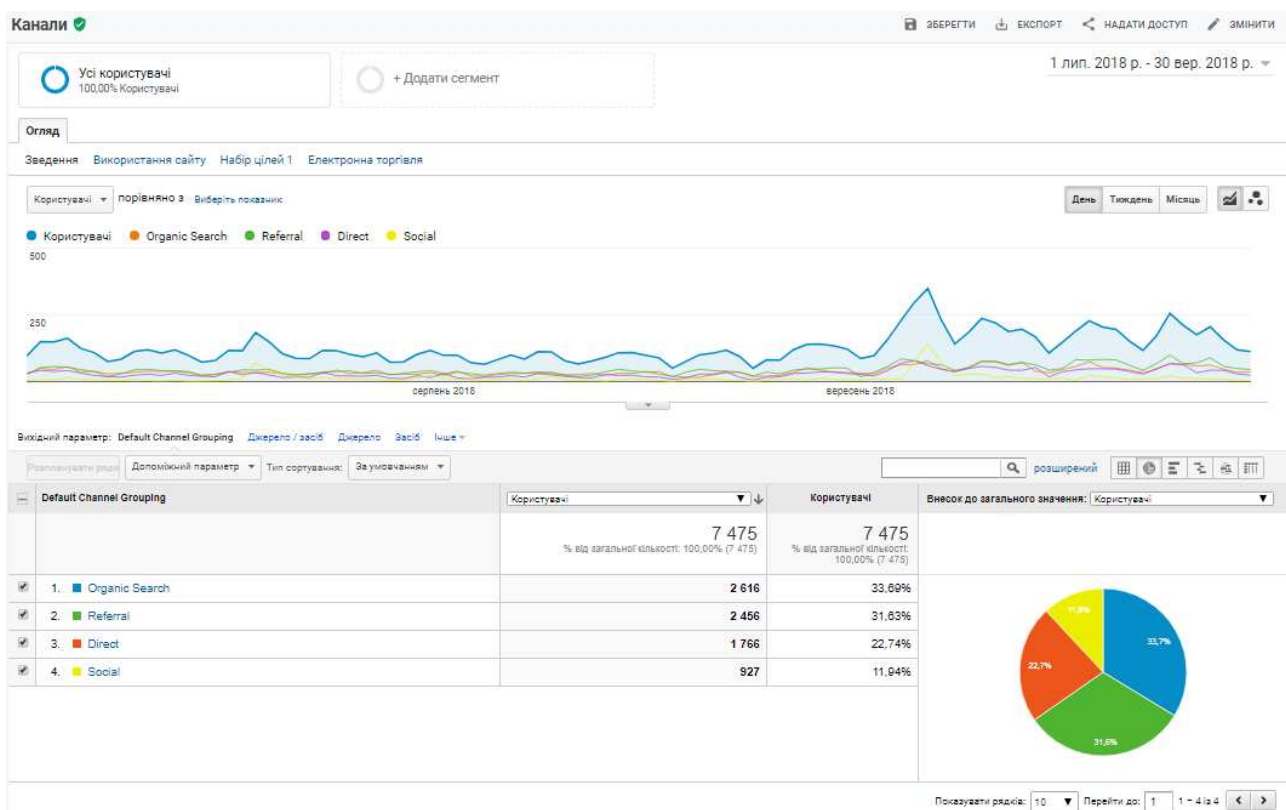 Канали
ЗБЕРЕГТИ ЕКСПОРТ НАДАТИ ДОСТУП ЗМІНИТИ
Усі користувачі
100,00% Користувачі
+ Додати сегмент
1 лип. 2018 р. - 30 вер. 2018 р.
Огляд
Зведення Використання сайту Набір цілей 1 Електронна торгівля
Користувачі порівняно з Виберіть показник
День Тиждень Місяць
Користувачі Organic Search Referral Direct Social
500
250
серпень 2018 вересень 2018
Вихідний параметр: Default Channel Grouping Джерело / засіб Джерело Засіб Інше
Допоміжний параметр Тип сортування: За умовчанням розширений
Default Channel Grouping Користувачі Користувачі Внесок до загального значення: Користувачі
7 475 7 475
% від загальної кількості: 100,00% (7 475) % від загальної кількості: 100,00% (7 475)
1. Organic Search 2 616 33,69%
2. Referral 2 456 31,63%
3. Direct 1 766 22,74%
4. Social 927 11,94%
33,7%
22,7%
31,6%
Показувати рядків: 10 Перейти до: 1 1 – 4 із 4